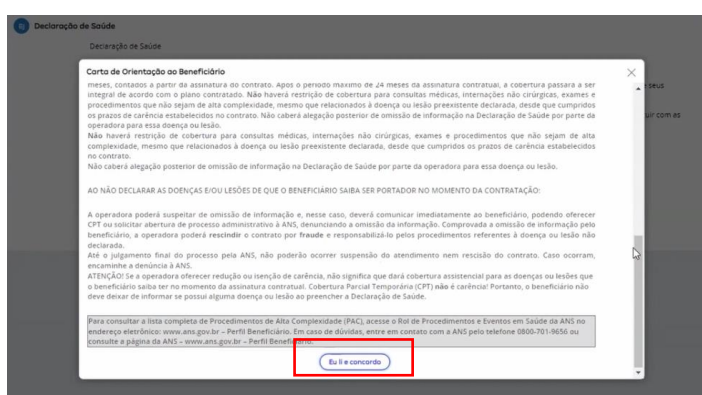 Declaração de Saúde
Declaração de Saúde
Carta de Orientação ao Beneficiário
meses, contados a partir da assinatura do contrato. Após o período máximo de 24 meses da assinatura contratual, a cobertura passará a ser
integral de acordo com o plano contratado. Não haverá restrição de cobertura para consultas médicas, internações não cirúrgicas, exames e
procedimentos que não sejam de alta complexidade, mesmo que relacionados à doença ou lesão preexistente declarada, desde que cumpridos
os prazos de carência estabelecidos no contrato. Não caberá alegação posterior de omissão de informação na Declaração de Saúde por parte da
operadora para essa doença ou lesão.
Não haverá restrição de cobertura para consultas médicas, internações não cirúrgicas, exames e procedimentos que não sejam de alta
complexidade, mesmo que relacionados à doença ou lesão preexistente declarada, desde que cumpridos os prazos de carência estabelecidos
no contrato.
Não caberá alegação posterior de omissão de informação na Declaração de Saúde por parte da operadora para essa doença ou lesão.
AO NÃO DECLARAR AS DOENÇAS E/OU LESÕES DE QUE O BENEFICIÁRIO SAIBA SER PORTADOR NO MOMENTO DA CONTRATAÇÃO:
A operadora poderá suspeitar de omissão de informação e, nesse caso, deverá comunicar imediatamente ao beneficiário, podendo oferecer
CPT ou solicitar abertura de processo administrativo à ANS, denunciando a omissão da informação. Comprovada a omissão de informação pelo
beneficiário, a operadora poderá rescindir o contrato por fraude e responsabilizá-lo pelos procedimentos referentes à doença ou lesão não
declarada.
Até o julgamento final do processo pela ANS, não poderão ocorrer suspensão do atendimento nem rescisão do contrato. Caso ocorram,
encaminhe a denúncia à ANS.
ATENÇÃO! Se a operadora oferecer redução ou isenção de carência, não significa que dará cobertura assistencial para as doenças ou lesões que
o beneficiário saiba ter no momento da assinatura contratual. Cobertura Parcial Temporária (CPT) não é carência! Portanto, o beneficiário não
deve deixar de informar se possui alguma doença ou lesão ao preencher a Declaração de Saúde.
Para consultar a lista completa de Procedimentos de Alta Complexidade (PAC), acesse o Rol de Procedimentos e Eventos em Saúde da ANS no
endereço eletrônico: www.ans.gov.br – Perfil Beneficiário. Em caso de dúvidas, entre em contato com a ANS pelo telefone 0800-701-9656 ou
consulte a página da ANS – www.ans.gov.br – Perfil Beneficiário.
Eu li e concordo
seus
uir com as